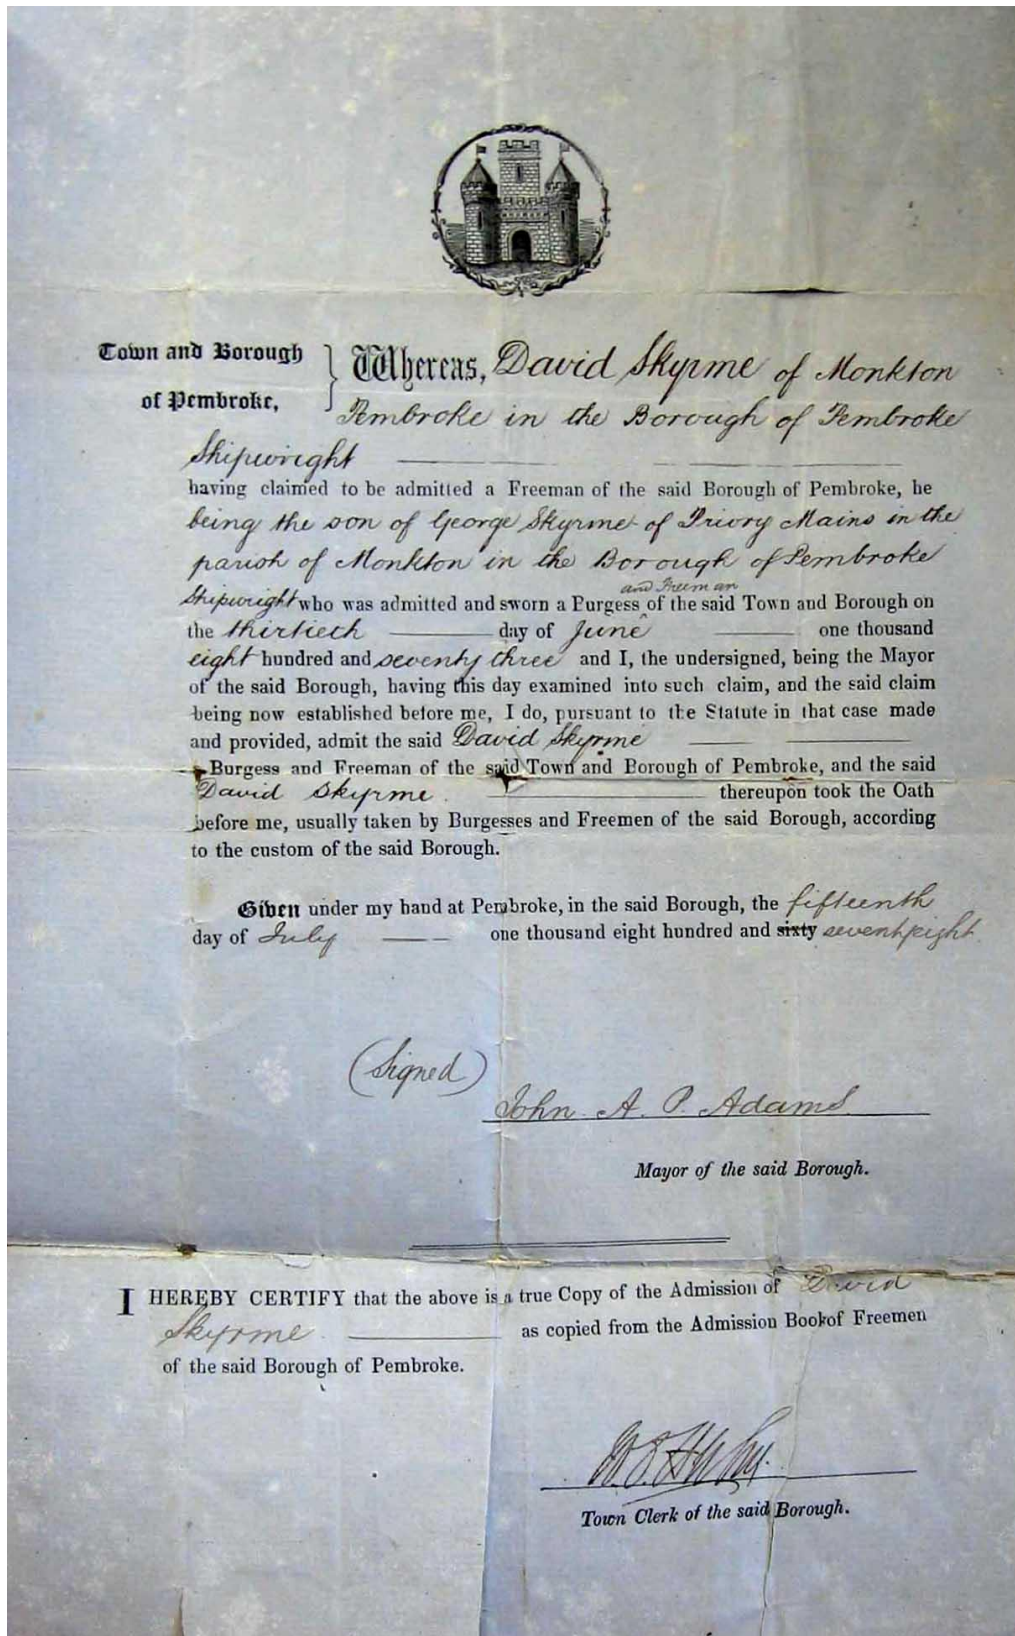 Town and Borough
of Pembroke,
Whereas, David Skyrme of Monkton
Pembroke in the Borough of Pembroke
Shipwright
having claimed to be admitted a Freeman of the said Borough of Pembroke, he
being the son of George Skyrme of Priory Mains in the
parish of Monkton in the Borough of Pembroke
and Freeman
Shipwright who was admitted and sworn a Burgess of the said Town and Borough on
the thirtieth day of June one thousand
eight hundred and seventy three and I, the undersigned, being the Mayor
of the said Borough, having this day examined into such claim, and the said claim
being now established before me, I do, pursuant to the Statute in that case made
and provided, admit the said David Skyrme
Burgess and Freeman of the said Town and Borough of Pembroke, and the said
David Skyrme thereupon took the Oath
before me, usually taken by Burgesses and Freemen of the said Borough, according
to the custom of the said Borough.
Given under my hand at Pembroke, in the said Borough, the fifteenth
day of July one thousand eight hundred and sixty seventy eight
(Signed)
John A. P. Adams
Mayor of the said Borough.
I HEREBY CERTIFY that the above is a true Copy of the Admission of David
Skyrme as copied from the Admission Book of Freemen
of the said Borough of Pembroke.
Town Clerk of the said Borough.